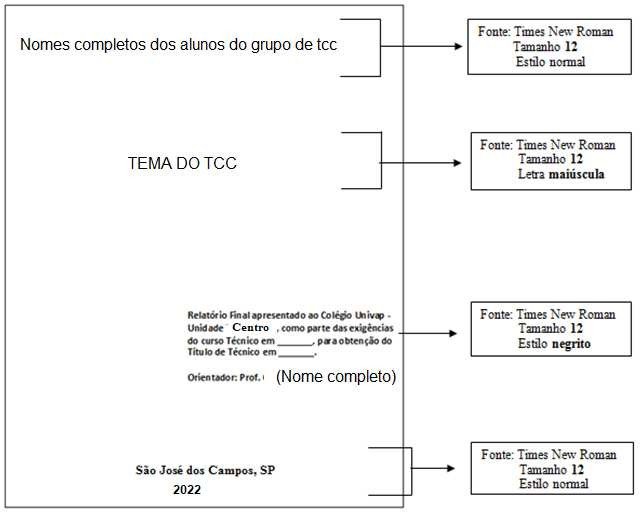 Nomes completos dos alunos do grupo de tcc
Fonte: Times New Roman
Tamanho 12
Estilo normal
TEMA DO TCC
Fonte: Times New Roman
Tamanho 12
Letra maiúscula
Relatório Final apresentado ao Colégio Univap -
Unidade Centro , como parte das exigências
do curso Técnico em _______, para obtenção do
Título de Técnico em _______.
Orientador: Prof. (Nome completo)
Fonte: Times New Roman
Tamanho 12
Estilo negrito
São José dos Campos, SP
2022
Fonte: Times New Roman
Tamanho 12
Estilo normal